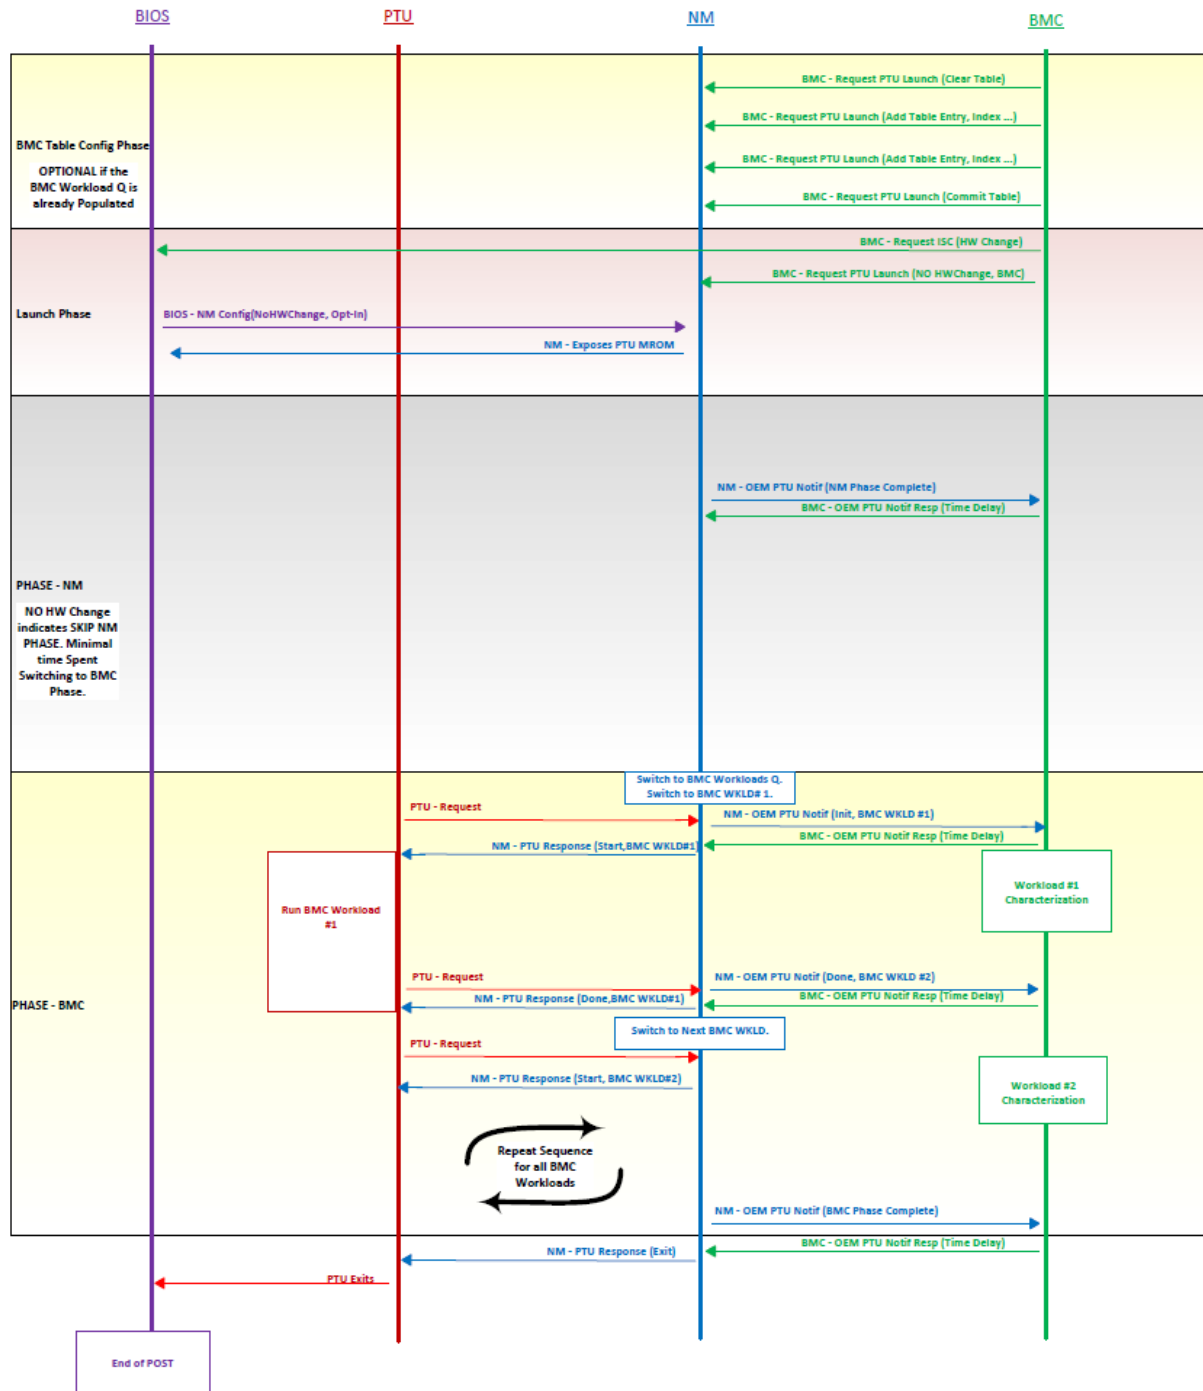 BIOS
PTU
NM
BMC
BMC - Request PTU Launch (Clear Table)
BMC - Request PTU Launch (Add Table Entry, Index ...)
BMC Table Config Phase
OPTIONAL if the
BMC Workload Q is
already Populated
BMC - Request PTU Launch (Add Table Entry, Index ...)
BMC - Request PTU Launch (Commit Table)
BMC - Request ISC (HW Change)
BMC - Request PTU Launch (NO HWChange, BMC)
Launch Phase
BIOS - NM Config(NoHWChange, Opt-In)
NM - Exposes PTU MROM
NM - OEM PTU Notif (NM Phase Complete)
BMC - OEM PTU Notif Resp (Time Delay)
PHASE - NM
NO HW Change
indicates SKIP NM
PHASE. Minimal
time Spent
Switching to BMC
Phase.
Switch to BMC Workloads Q.
Switch to BMC WKLD# 1.
PTU - Request
NM - OEM PTU Notif (Init, BMC WKLD #1)
BMC - OEM PTU Notif Resp (Time Delay)
NM - PTU Response (Start,BMC WKLD#1)
Run BMC Workload
#1
Workload #1
Characterization
PTU - Request
NM - OEM PTU Notif (Done, BMC WKLD #2)
NM - PTU Response (Done,BMC WKLD#1)
BMC - OEM PTU Notif Resp (Time Delay)
PHASE - BMC
Switch to Next BMC WKLD.
PTU - Request
NM - PTU Response (Start, BMC WKLD#2)
Workload #2
Characterization
Repeat Sequence
for all BMC
Workloads
NM - OEM PTU Notif (BMC Phase Complete)
BMC - OEM PTU Notif Resp (Time Delay)
NM - PTU Response (Exit)
PTU Exits
End of POST